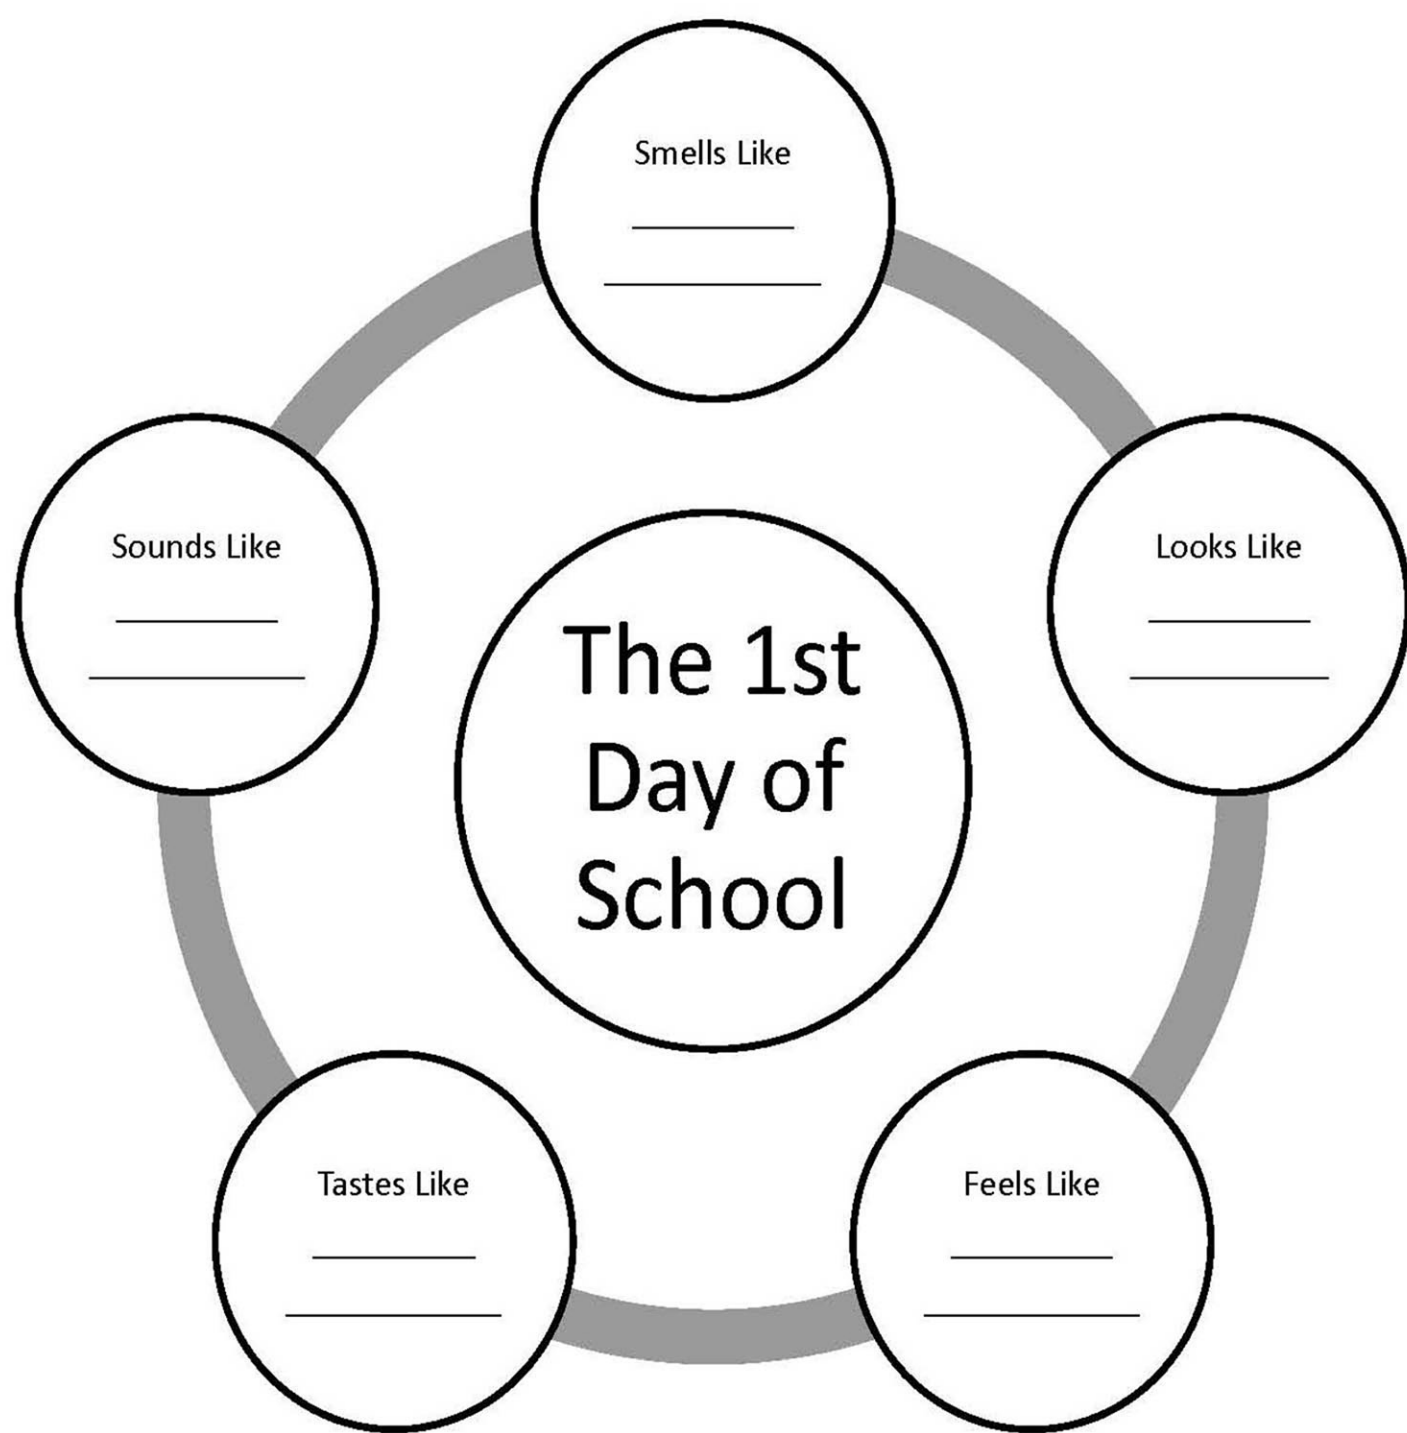 Smells Like
Sounds Like
Looks Like
The 1st
Day of
School
Tastes Like
Feels Like